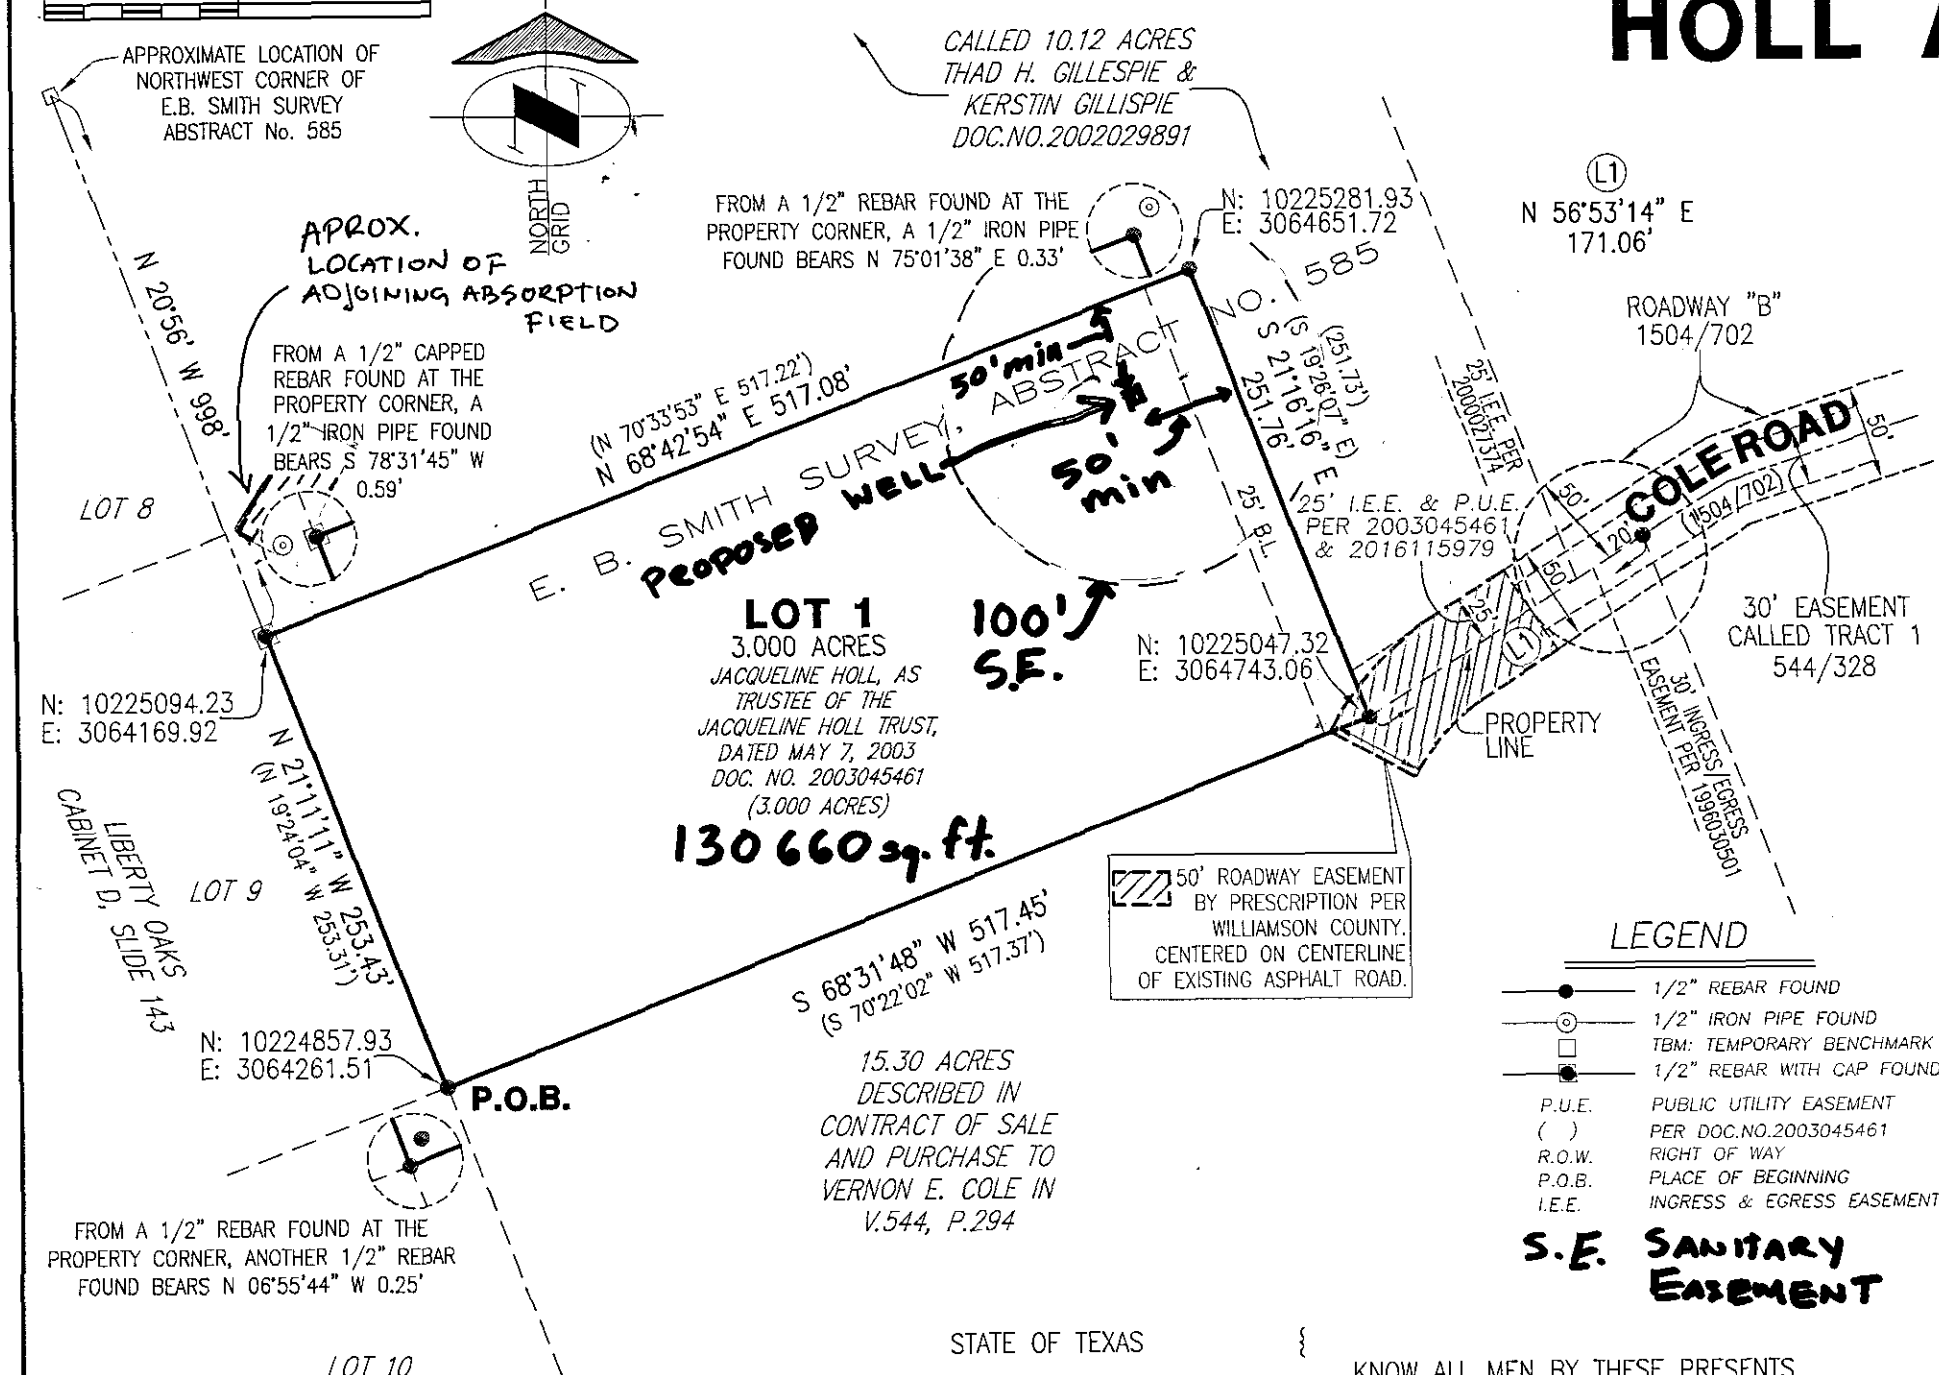 HOLL A
APPROXIMATE LOCATION OF
NORTHWEST CORNER OF
E.B. SMITH SURVEY
ABSTRACT No. 585
NORTH
GRID
CALLED 10.12 ACRES
THAD H. GILLESPIE &
KERSTIN GILLISPIE
DOC.NO.2002029891
APROX.
LOCATION OF
ADJOINING ABSORPTION
FIELD
FROM A 1/2" REBAR FOUND AT THE
PROPERTY CORNER, A 1/2" IRON PIPE
FOUND BEARS N 75°01'38" E 0.33'
N: 10225281.93
E: 3064651.72
L1
N 56°53'14" E
171.06'
ROADWAY "B"
1504/702
N 20°56' W 998'
FROM A 1/2" CAPPED
REBAR FOUND AT THE
PROPERTY CORNER, A
1/2" IRON PIPE FOUND
BEARS S 78°31'45" W
0.59'
(N 70°33'53" E 517.22')
N 68°42'54" E 517.08'
E. B. SMITH SURVEY, ABSTRACT NO. 585
50' min
PROPOSED WELL
50'
min
(251.73')
(S 19°26'07" E)
S 21°16'16" E
251.76'
25' B.L.
25' I.E.E. PER
2000027374
25' I.E.E. & P.U.E.
PER 2003045461
& 2016115979
COLE ROAD
(1504/702)
50'
50'
20'
50'
25'
L1
30' EASEMENT
CALLED TRACT 1
544/328
30' INGRESS/EGRESS
EASEMENT PER 1996030501
PROPERTY
LINE
LOT 8
LOT 1
3.000 ACRES
JACQUELINE HOLL, AS
TRUSTEE OF THE
JACQUELINE HOLL TRUST,
DATED MAY 7, 2003
DOC. NO. 2003045461
(3.000 ACRES)
130 660 sq. ft.
100'
S.E.
N: 10225047.32
E: 3064743.06
N: 10225094.23
E: 3064169.92
N 21°11'11" W 253.43'
(N 19°24'04" W 253.31')
LIBERTY OAKS
CABINET D, SLIDE 143
LOT 9
S 68°31'48" W 517.45'
(S 70°22'02" W 517.37')
50' ROADWAY EASEMENT
BY PRESCRIPTION PER
WILLIAMSON COUNTY.
CENTERED ON CENTERLINE
OF EXISTING ASPHALT ROAD.
N: 10224857.93
E: 3064261.51
P.O.B.
15.30 ACRES
DESCRIBED IN
CONTRACT OF SALE
AND PURCHASE TO
VERNON E. COLE IN
V.544, P.294
FROM A 1/2" REBAR FOUND AT THE
PROPERTY CORNER, ANOTHER 1/2" REBAR
FOUND BEARS N 06°55'44" W 0.25'
LOT 10
LEGEND
1/2" REBAR FOUND
1/2" IRON PIPE FOUND
TBM: TEMPORARY BENCHMARK
1/2" REBAR WITH CAP FOUND
P.U.E. PUBLIC UTILITY EASEMENT
( ) PER DOC.NO.2003045461
R.O.W. RIGHT OF WAY
P.O.B. PLACE OF BEGINNING
I.E.E. INGRESS & EGRESS EASEMENT
S.E. SANITARY
EASEMENT
STATE OF TEXAS {
KNOW ALL MEN BY THESE PRESENTS